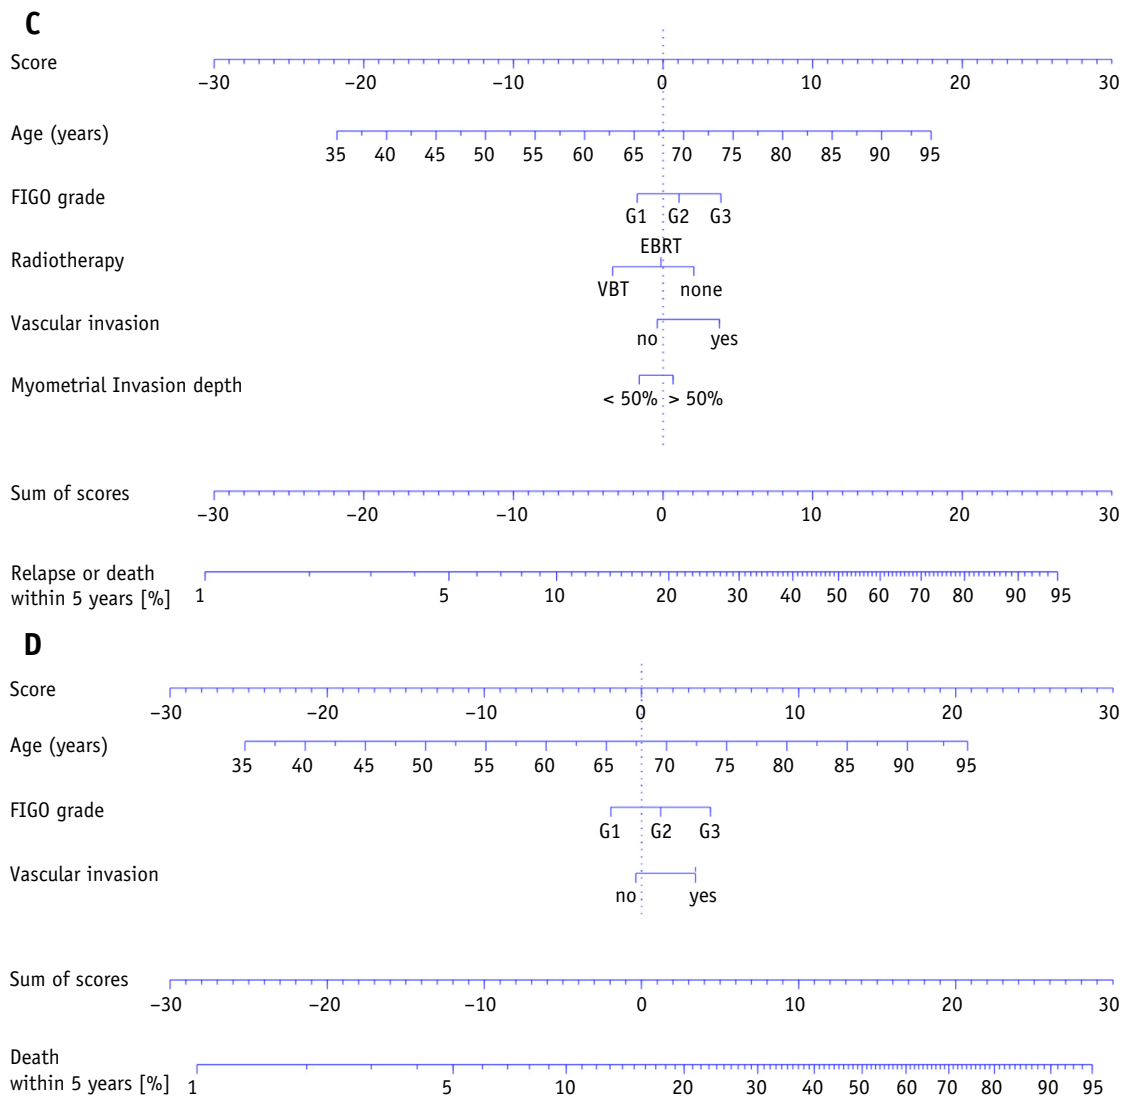 C
Score
−30 −20 −10 0 10 20 30
Age (years)
35 40 45 50 55 60 65 70 75 80 85 90 95
FIGO grade
G1 G2 G3
EBRT
Radiotherapy
VBT none
Vascular invasion
no yes
Myometrial Invasion depth
< 50% > 50%
Sum of scores
−30 −20 −10 0 10 20 30
Relapse or death
within 5 years [%]
1 5 10 20 30 40 50 60 70 80 90 95
D
Score
−30 −20 −10 0 10 20 30
Age (years)
35 40 45 50 55 60 65 70 75 80 85 90 95
FIGO grade
G1 G2 G3
Vascular invasion
no yes
Sum of scores
−30 −20 −10 0 10 20 30
Death
within 5 years [%]
1 5 10 20 30 40 50 60 70 80 90 95